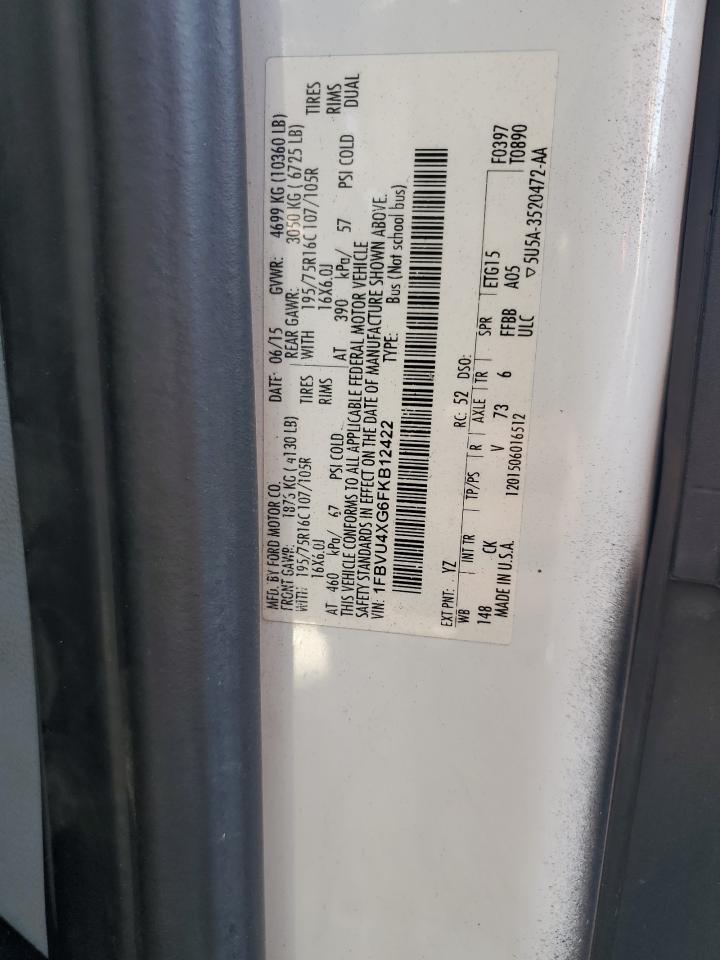 MFD. BY FORD MOTOR CO. DATE: 06/15 GVWR: 4699 KG (10360 LB)
FRONT GAWR: 1873 KG ( 4130 LB) REAR GAWR: 3050 KG ( 6725 LB)
WITH: 195/75R16C 107/105R TIRES WITH 195/75R16C 107/105R TIRES
16X6.0J RIMS 16X6.0J RIMS
AT 460 kPa/ 67 PSI COLD AT 390 kPa/ 57 PSI COLD DUAL
THIS VEHICLE CONFORMS TO ALL APPLICABLE FEDERAL MOTOR VEHICLE
SAFETY STANDARDS IN EFFECT ON THE DATE OF MANUFACTURE SHOWN ABOVE.
VIN: 1FBVU4XG6FKB12422 TYPE: Bus (Not school bus)
EXT PNT: YZ RC: 52 DSO:
WB INT TR TP/PS R AXLE TR SPR ETG15 F0397
148 CK V 73 6 FFBB A05 T0890
ULC
MADE IN U.S.A. 1201506016512 ▽ 5U5A-3520472-AA